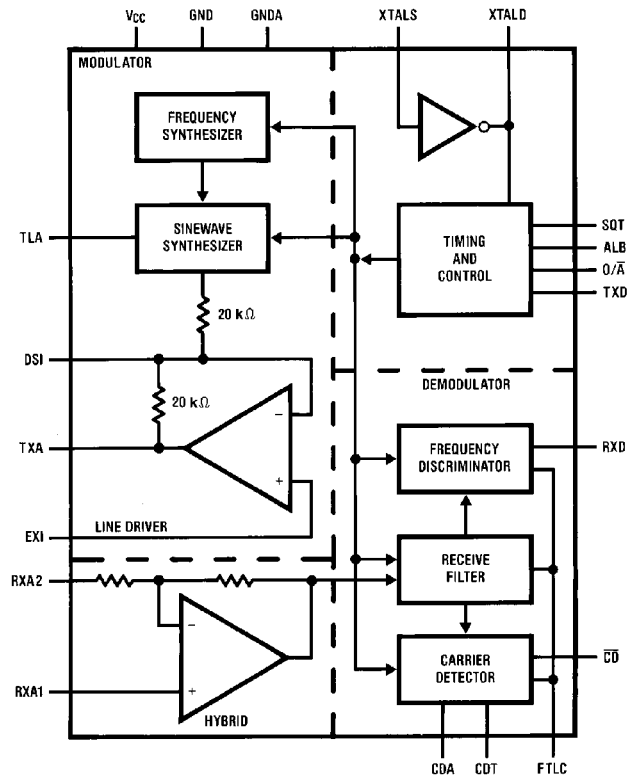 VCC GND GNDA XTALS XTALD
MODULATOR
FREQUENCY
SYNTHESIZER
SINEWAVE
SYNTHESIZER
TLA
TIMING
AND
CONTROL
SQT
ALB
O/A̅
TXD
20 kΩ
DSI
20 kΩ
DEMODULATOR
TXA
−
+
FREQUENCY
DISCRIMINATOR
RXD
EXI
LINE DRIVER
RXA2
RECEIVE
FILTER
−
+
RXA1
HYBRID
CARRIER
DETECTOR
C̅D̅
CDA CDT FTLC